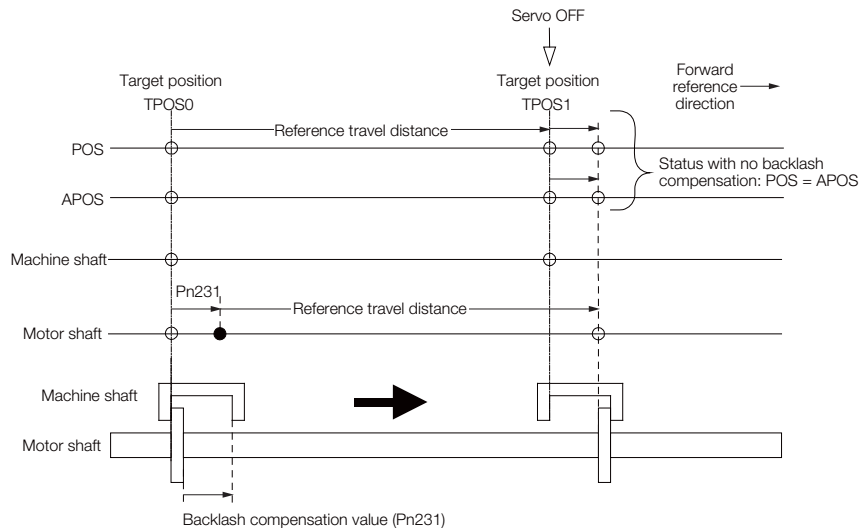 Servo OFF
Target position
TPOS0
Target position
TPOS1
Forward
reference
direction
Reference travel distance
POS
Status with no backlash
compensation: POS = APOS
APOS
Machine shaft
Pn231
Reference travel distance
Motor shaft
Machine shaft
Motor shaft
Backlash compensation value (Pn231)